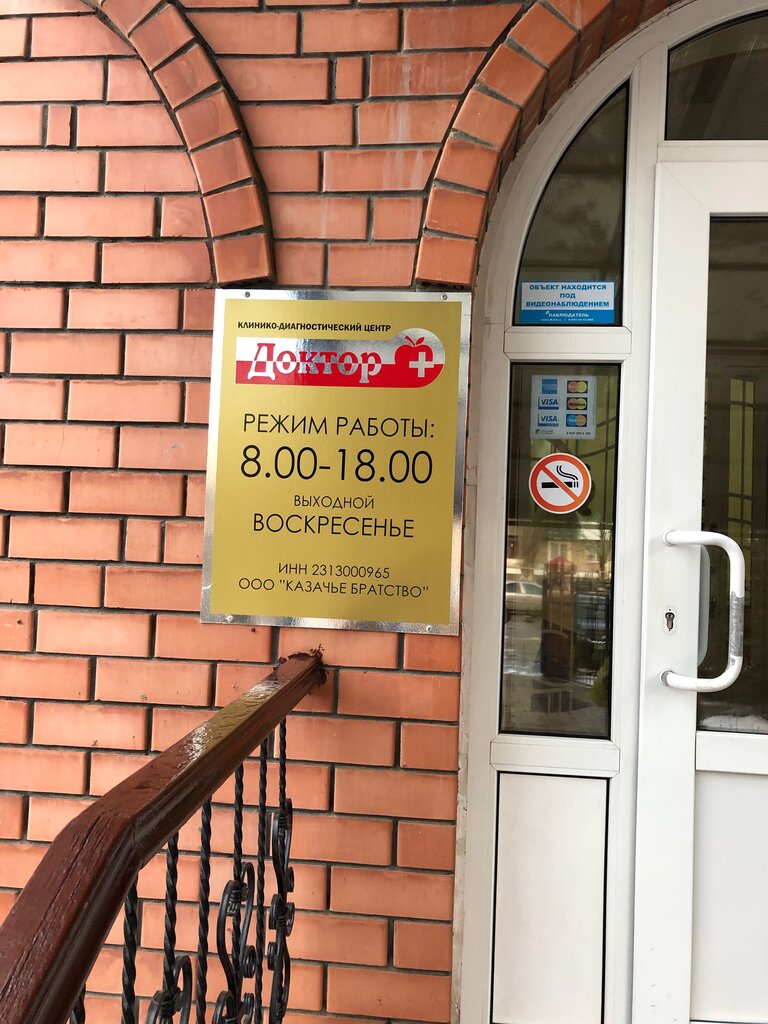 КЛИНИКО-ДИАГНОСТИЧЕСКИЙ ЦЕНТР
Доктор
РЕЖИМ РАБОТЫ:
8.00-18.00
ВЫХОДНОЙ
ВОСКРЕСЕНЬЕ
ИНН 2313000965
ООО "КАЗАЧЬЕ БРАТСТВО"
ОБЪЕКТ НАХОДИТСЯ
ПОД
ВИДЕОНАБЛЮДЕНИЕМ
НАБЛЮДАТЕЛЬ
VISA
VISA